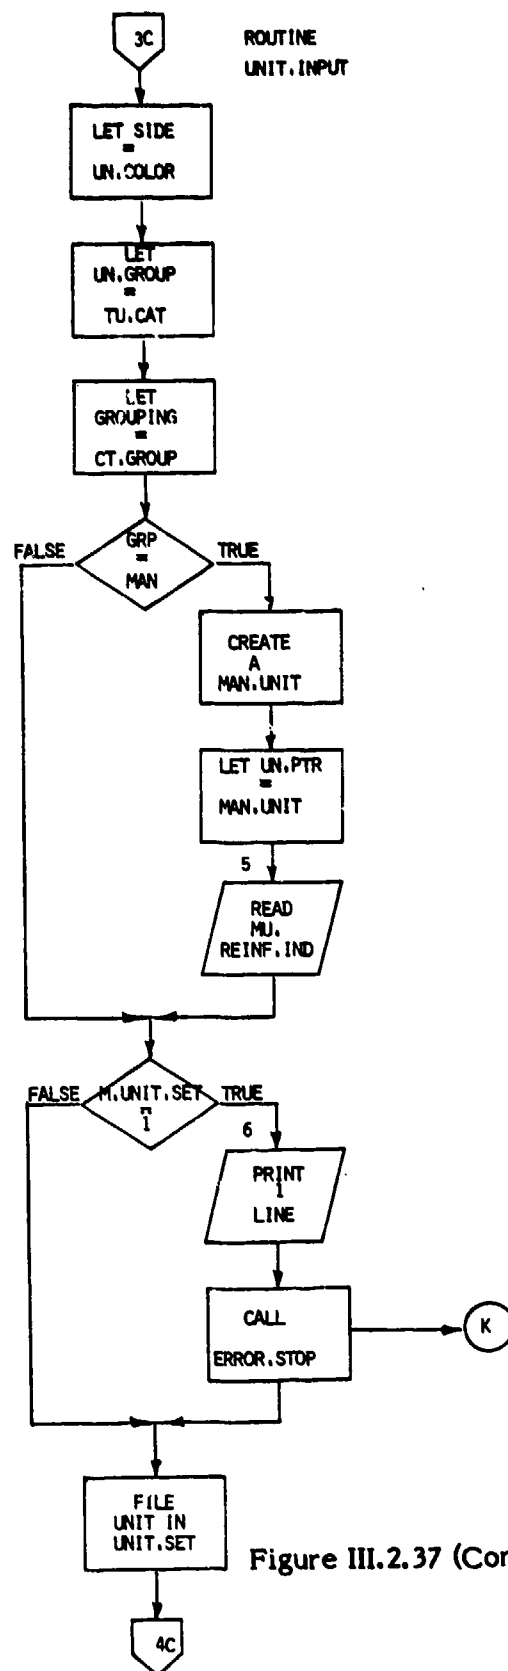 3C
ROUTINE
UNIT.INPUT
LET SIDE
=
UN.COLOR
LET
UN.GROUP
=
TU.CAT
LET
GROUPING
=
CT.GROUP
GRP
=
MAN
FALSE
TRUE
CREATE
A
MAN.UNIT
LET UN.PTR
=
MAN.UNIT
5
READ
MU.
REINF.IND
M.UNIT.SET
=
1
FALSE
TRUE
6
PRINT
1
LINE
CALL
ERROR.STOP
K
FILE
UNIT IN
UNIT.SET
Figure III.2.37 (Con
4C